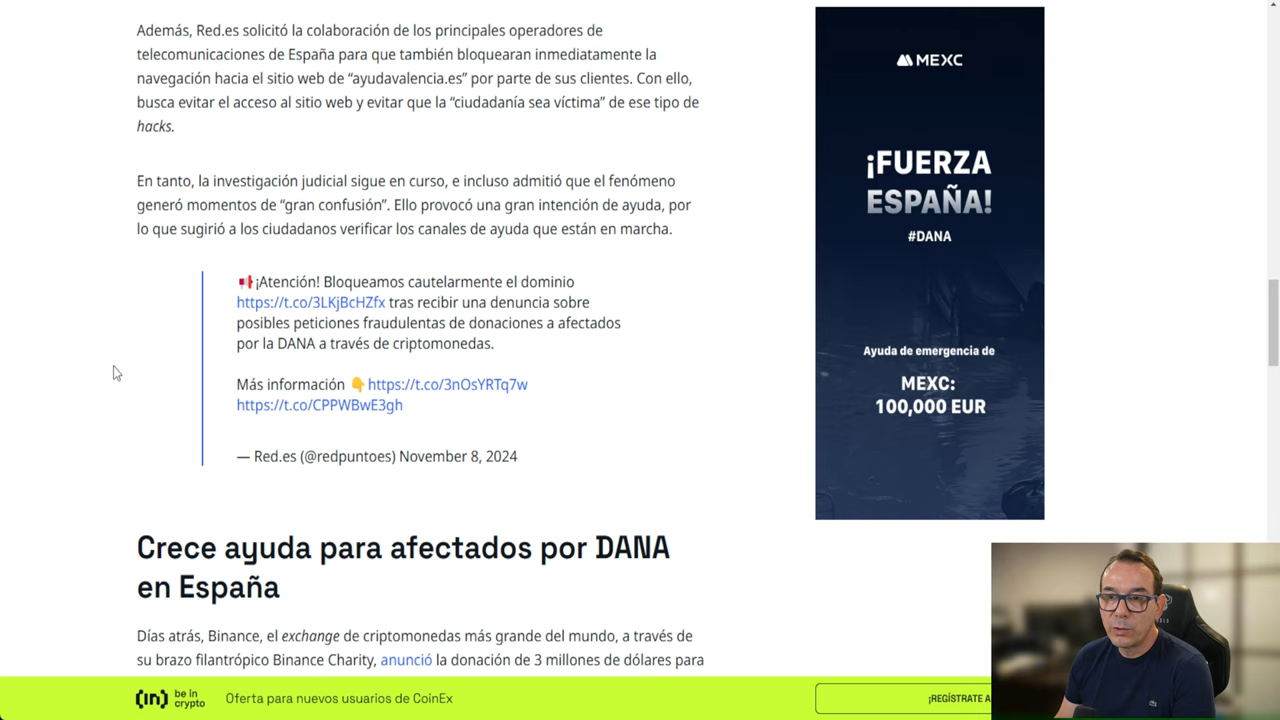 Además, Red.es solicitó la colaboración de los principales operadores de
telecomunicaciones de España para que también bloquearan inmediatamente la
navegación hacia el sitio web de “ayudavalencia.es” por parte de sus clientes. Con ello,
busca evitar el acceso al sitio web y evitar que la “ciudadanía sea víctima” de ese tipo de
hacks.
En tanto, la investigación judicial sigue en curso, e incluso admitió que el fenómeno
generó momentos de “gran confusión”. Ello provocó una gran intención de ayuda, por
lo que sugirió a los ciudadanos verificar los canales de ayuda que están en marcha.
¡Atención! Bloqueamos cautelarmente el dominio
https://t.co/3LKjBcHZfx tras recibir una denuncia sobre
posibles peticiones fraudulentas de donaciones a afectados
por la DANA a través de criptomonedas.
Más información 👇https://t.co/3nOsYRTq7w
https://t.co/CPPWBwE3gh
— Red.es (@redpuntoes) November 8, 2024
Crece ayuda para afectados por DANA
en España
Días atrás, Binance, el exchange de criptomonedas más grande del mundo, a través de
su brazo filantrópico Binance Charity, anunció la donación de 3 millones de dólares para
MEXC
¡FUERZA
ESPAÑA!
#DANA
Ayuda de emergencia de
MEXC:
100,000 EUR
(in) be in
crypto
Oferta para nuevos usuarios de CoinEx
¡REGÍSTRATE A